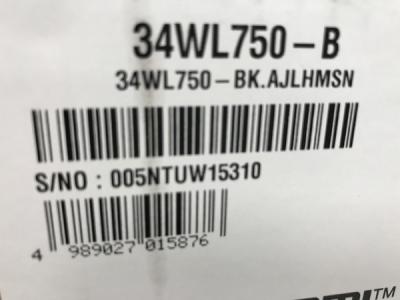 34WL750-B
34WL750-BK.AJLHMSN
S/NO : 005NTUW15310
4 989027 015876